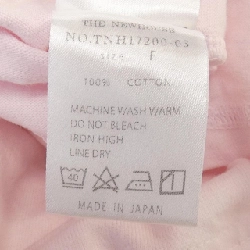 THE NEWHOUSE
NO.TNH17200-03
SIZE f
100% COTTON
MACHINE WASH WARM
DO NOT BLEACH
IRON HIGH
LINE DRY
40
MADE IN JAPAN